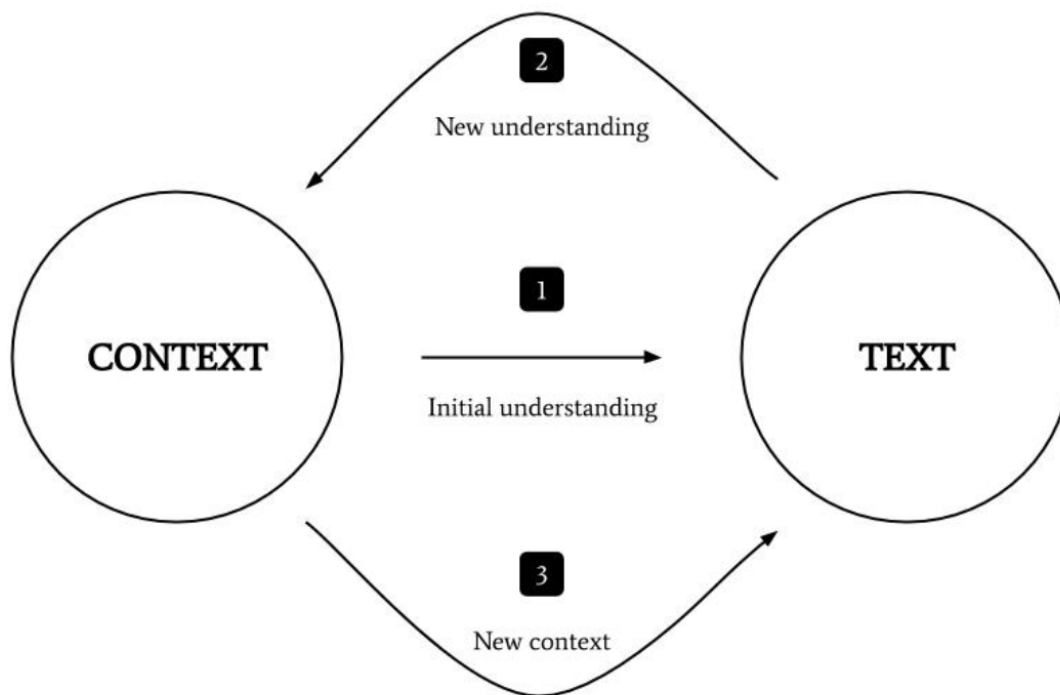 2
New understanding
1
CONTEXT
TEXT
Initial understanding
3
New context